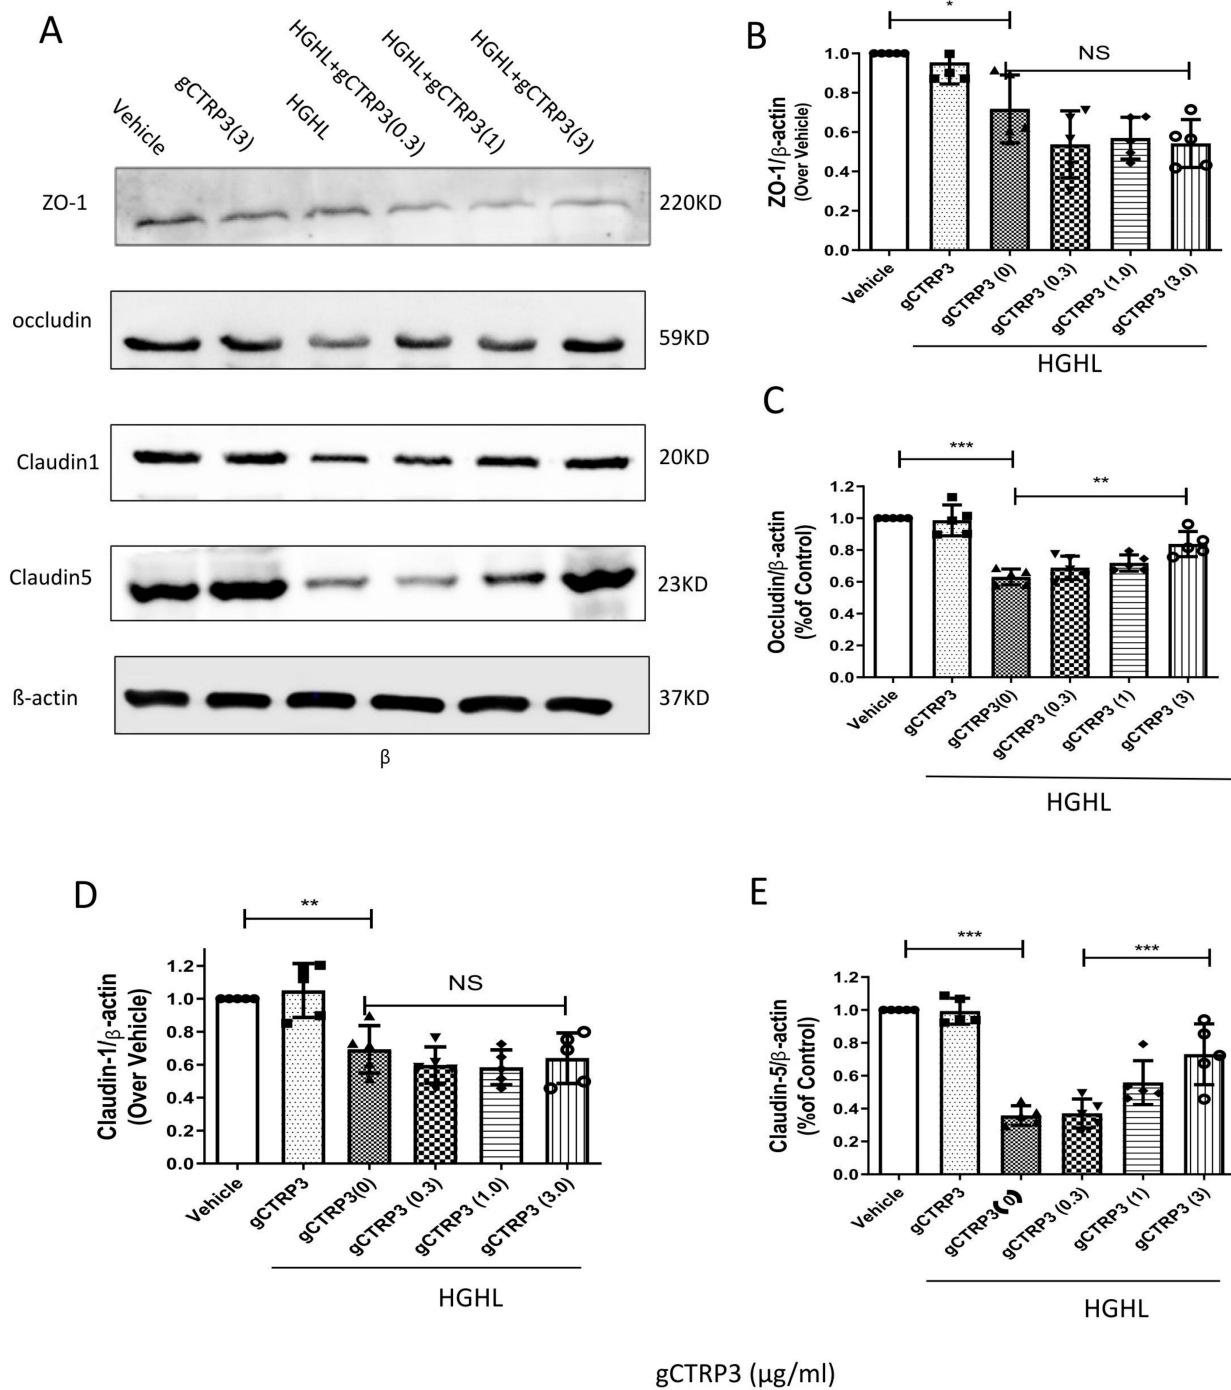 A
Vehicle
gCTRP3(3)
HGHL
HGHL+gCTRP3(0.3)
HGHL+gCTRP3(1)
HGHL+gCTRP3(3)
ZO-1
220KD
occludin
59KD
Claudin1
20KD
Claudin5
23KD
ß-actin
37KD
β
B
*
NS
ZO-1/β-actin
(Over Vehicle)
1.0
0.8
0.6
0.4
0.2
0.0
Vehicle
gCTRP3
gCTRP3 (0)
gCTRP3 (0.3)
gCTRP3 (1.0)
gCTRP3 (3.0)
HGHL
C
***
**
Occludin/β-actin
(%of Control)
1.2
1.0
0.8
0.6
0.4
0.2
0.0
Vehicle
gCTRP3
gCTRP3(0)
gCTRP3 (0.3)
gCTRP3 (1)
gCTRP3 (3)
HGHL
D
**
NS
Claudin-1/β-actin
(Over Vehicle)
1.2
1.0
0.8
0.6
0.4
0.2
0.0
Vehicle
gCTRP3
gCTRP3(0)
gCTRP3 (0.3)
gCTRP3 (1.0)
gCTRP3 (3.0)
HGHL
E
***
***
Claudin-5/β-actin
(%of Control)
1.2
1.0
0.8
0.6
0.4
0.2
0.0
Vehicle
gCTRP3
gCTRP3(0)
gCTRP3 (0.3)
gCTRP3 (1)
gCTRP3 (3)
HGHL
gCTRP3 (μg/ml)